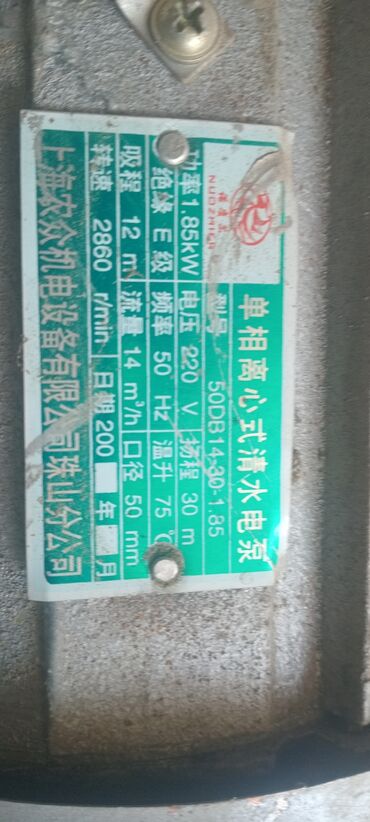 NUOZHIER
单相离心式清水电泵
型号 50DB14-30-1.85
功率 1.85kW 电压 220 V 扬程 30 m
绝缘 E 级 频率 50 Hz 温升 75 ℃
吸程 12 m 流量 14 m³/h 口径 50 mm
转速 2860 r/min 日期 200 年 月
上海农众机电设备有限公司珠山分公司